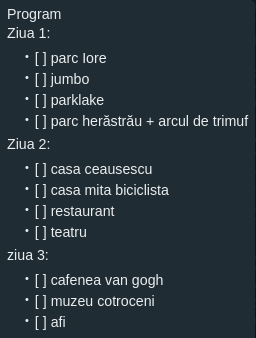 Program
Ziua 1:
• [ ] parc Iore
• [ ] jumbo
• [ ] parklake
• [ ] parc herăstrău + arcul de trimuf
Ziua 2:
• [ ] casa ceausescu
• [ ] casa mita biciclista
• [ ] restaurant
• [ ] teatru
ziua 3:
• [ ] cafenea van gogh
• [ ] muzeu cotroceni
• [ ] afi